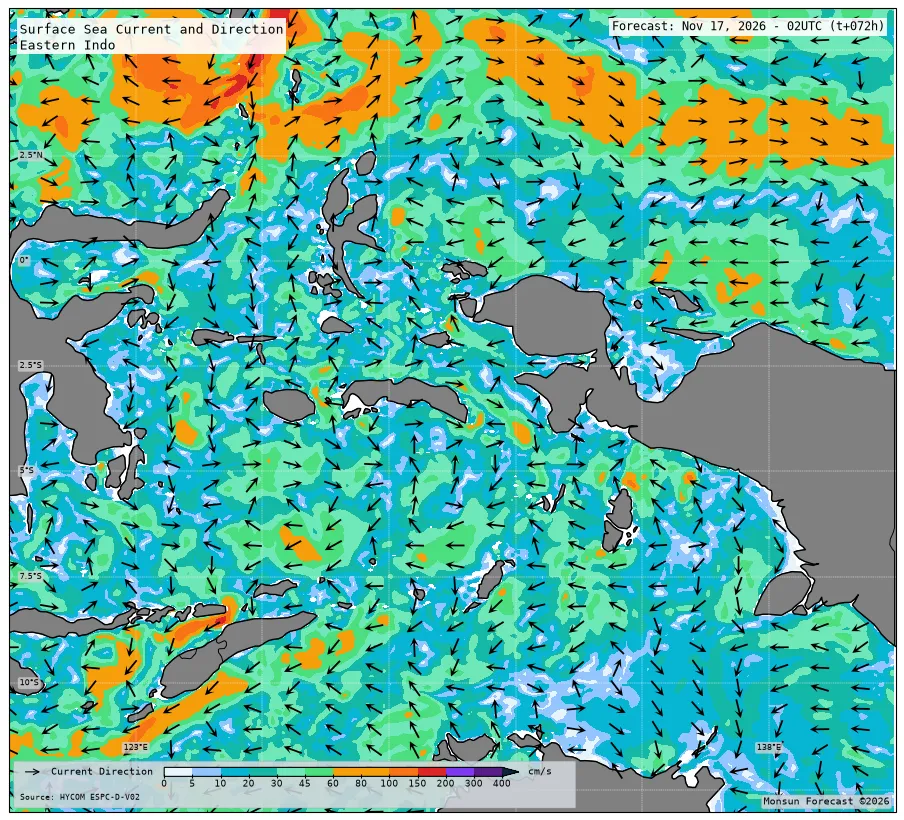 Surface Sea Current and Direction
Eastern Indo
Forecast: Nov 17, 2026 - 02UTC (t+072h)
2.5°N
0°
2.5°S
5°S
7.5°S
10°S
123°E
138°E
Current Direction
0 5 10 20 30 45 60 80 100 150 200 300 400
cm/s
Source: HYCOM ESPC-D-V02
Monsun Forecast ©2026